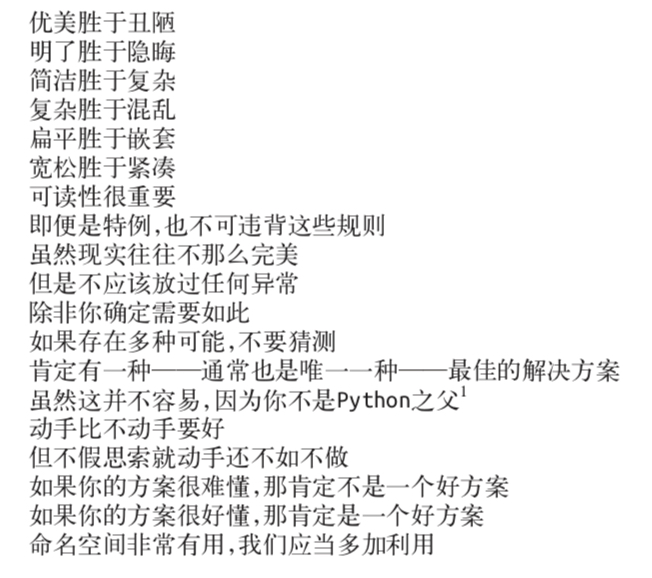 优美胜于丑陋
明了胜于隐晦
简洁胜于复杂
复杂胜于混乱
扁平胜于嵌套
宽松胜于紧凑
可读性很重要
即便是特例,也不可违背这些规则
虽然现实往往不那么完美
但是不应该放过任何异常
除非你确定需要如此
如果存在多种可能,不要猜测
肯定有一种——通常也是唯一一种——最佳的解决方案
虽然这并不容易,因为你不是Python之父1
动手比不动手要好
但不假思索就动手还不如不做
如果你的方案很难懂,那肯定不是一个好方案
如果你的方案很好懂,那肯定是一个好方案
命名空间非常有用,我们应当多加利用